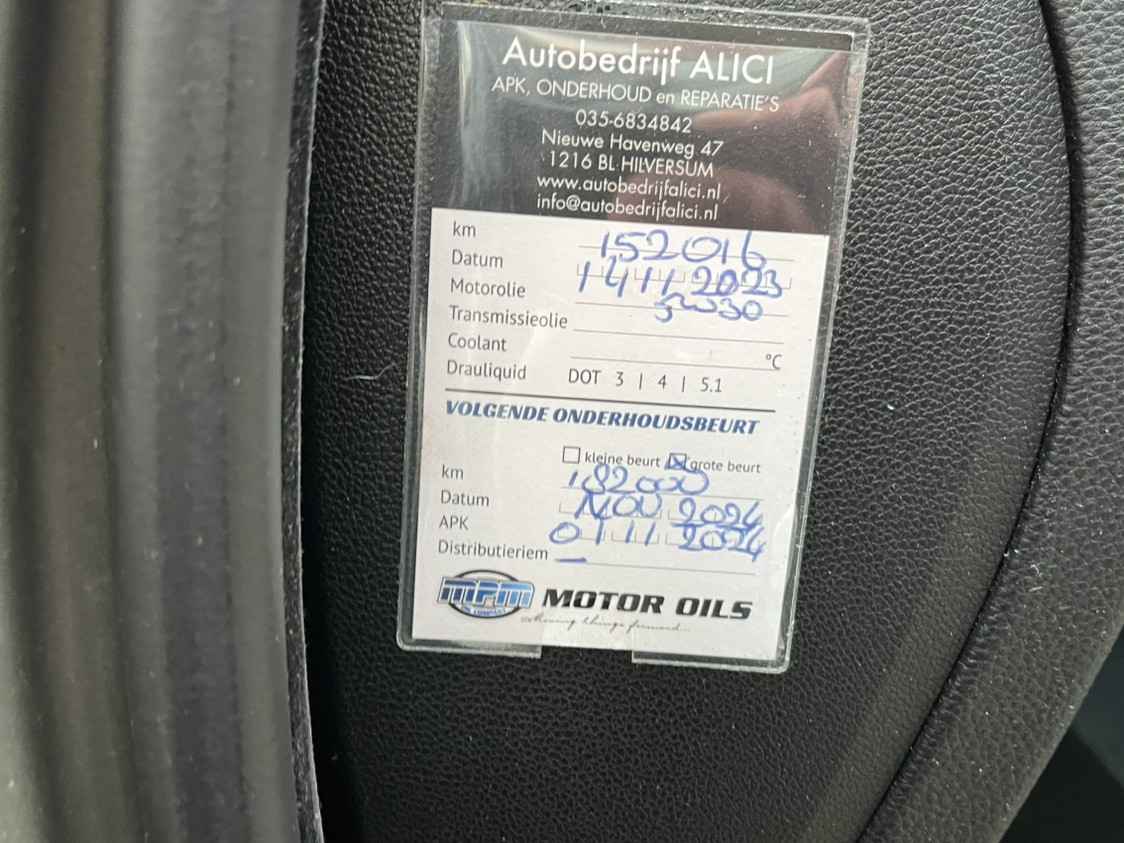 Autobedrijf ALICI
APK, ONDERHOUD en REPARATIE'S
035-6834842
Nieuwe Havenweg 47
1216 BL HILVERSUM
www.autobedrijfalici.nl
info@autobedrijfalici.nl
km 152016
Datum 14 11 2023
Motorolie 5W30
Transmissieolie
Coolant °C
Drauliquid DOT 3 | 4 | 5.1
VOLGENDE ONDERHOUDSBEURT
kleine beurt grote beurt
km 182000
Datum NOV 2024
APK 01 11 2024
Distributieriem —
MPM MOTOR OILS